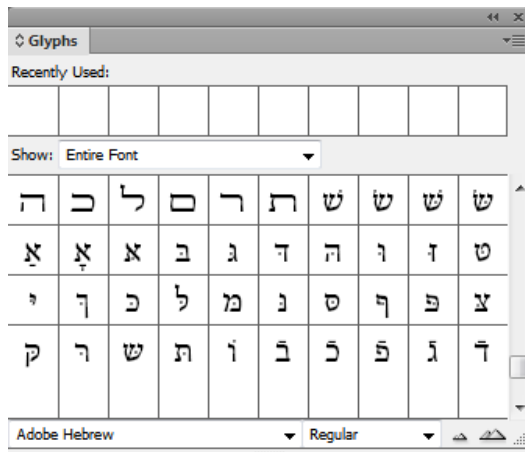 Glyphs
Recently Used:
Show: Entire Font
ﬣ ﬤ ﬥ ﬦ ﬧ ﬨ שׁ שׂ שּׁ שּׂ
אַ אָ אּ בּ גּ דּ הּ וּ זּ טּ
יּ ךּ כּ לּ מּ נּ סּ ףּ פּ צּ
קּ רּ שּ תּ וֹ בֿ כֿ פֿ גֿ דֿ
Adobe Hebrew Regular